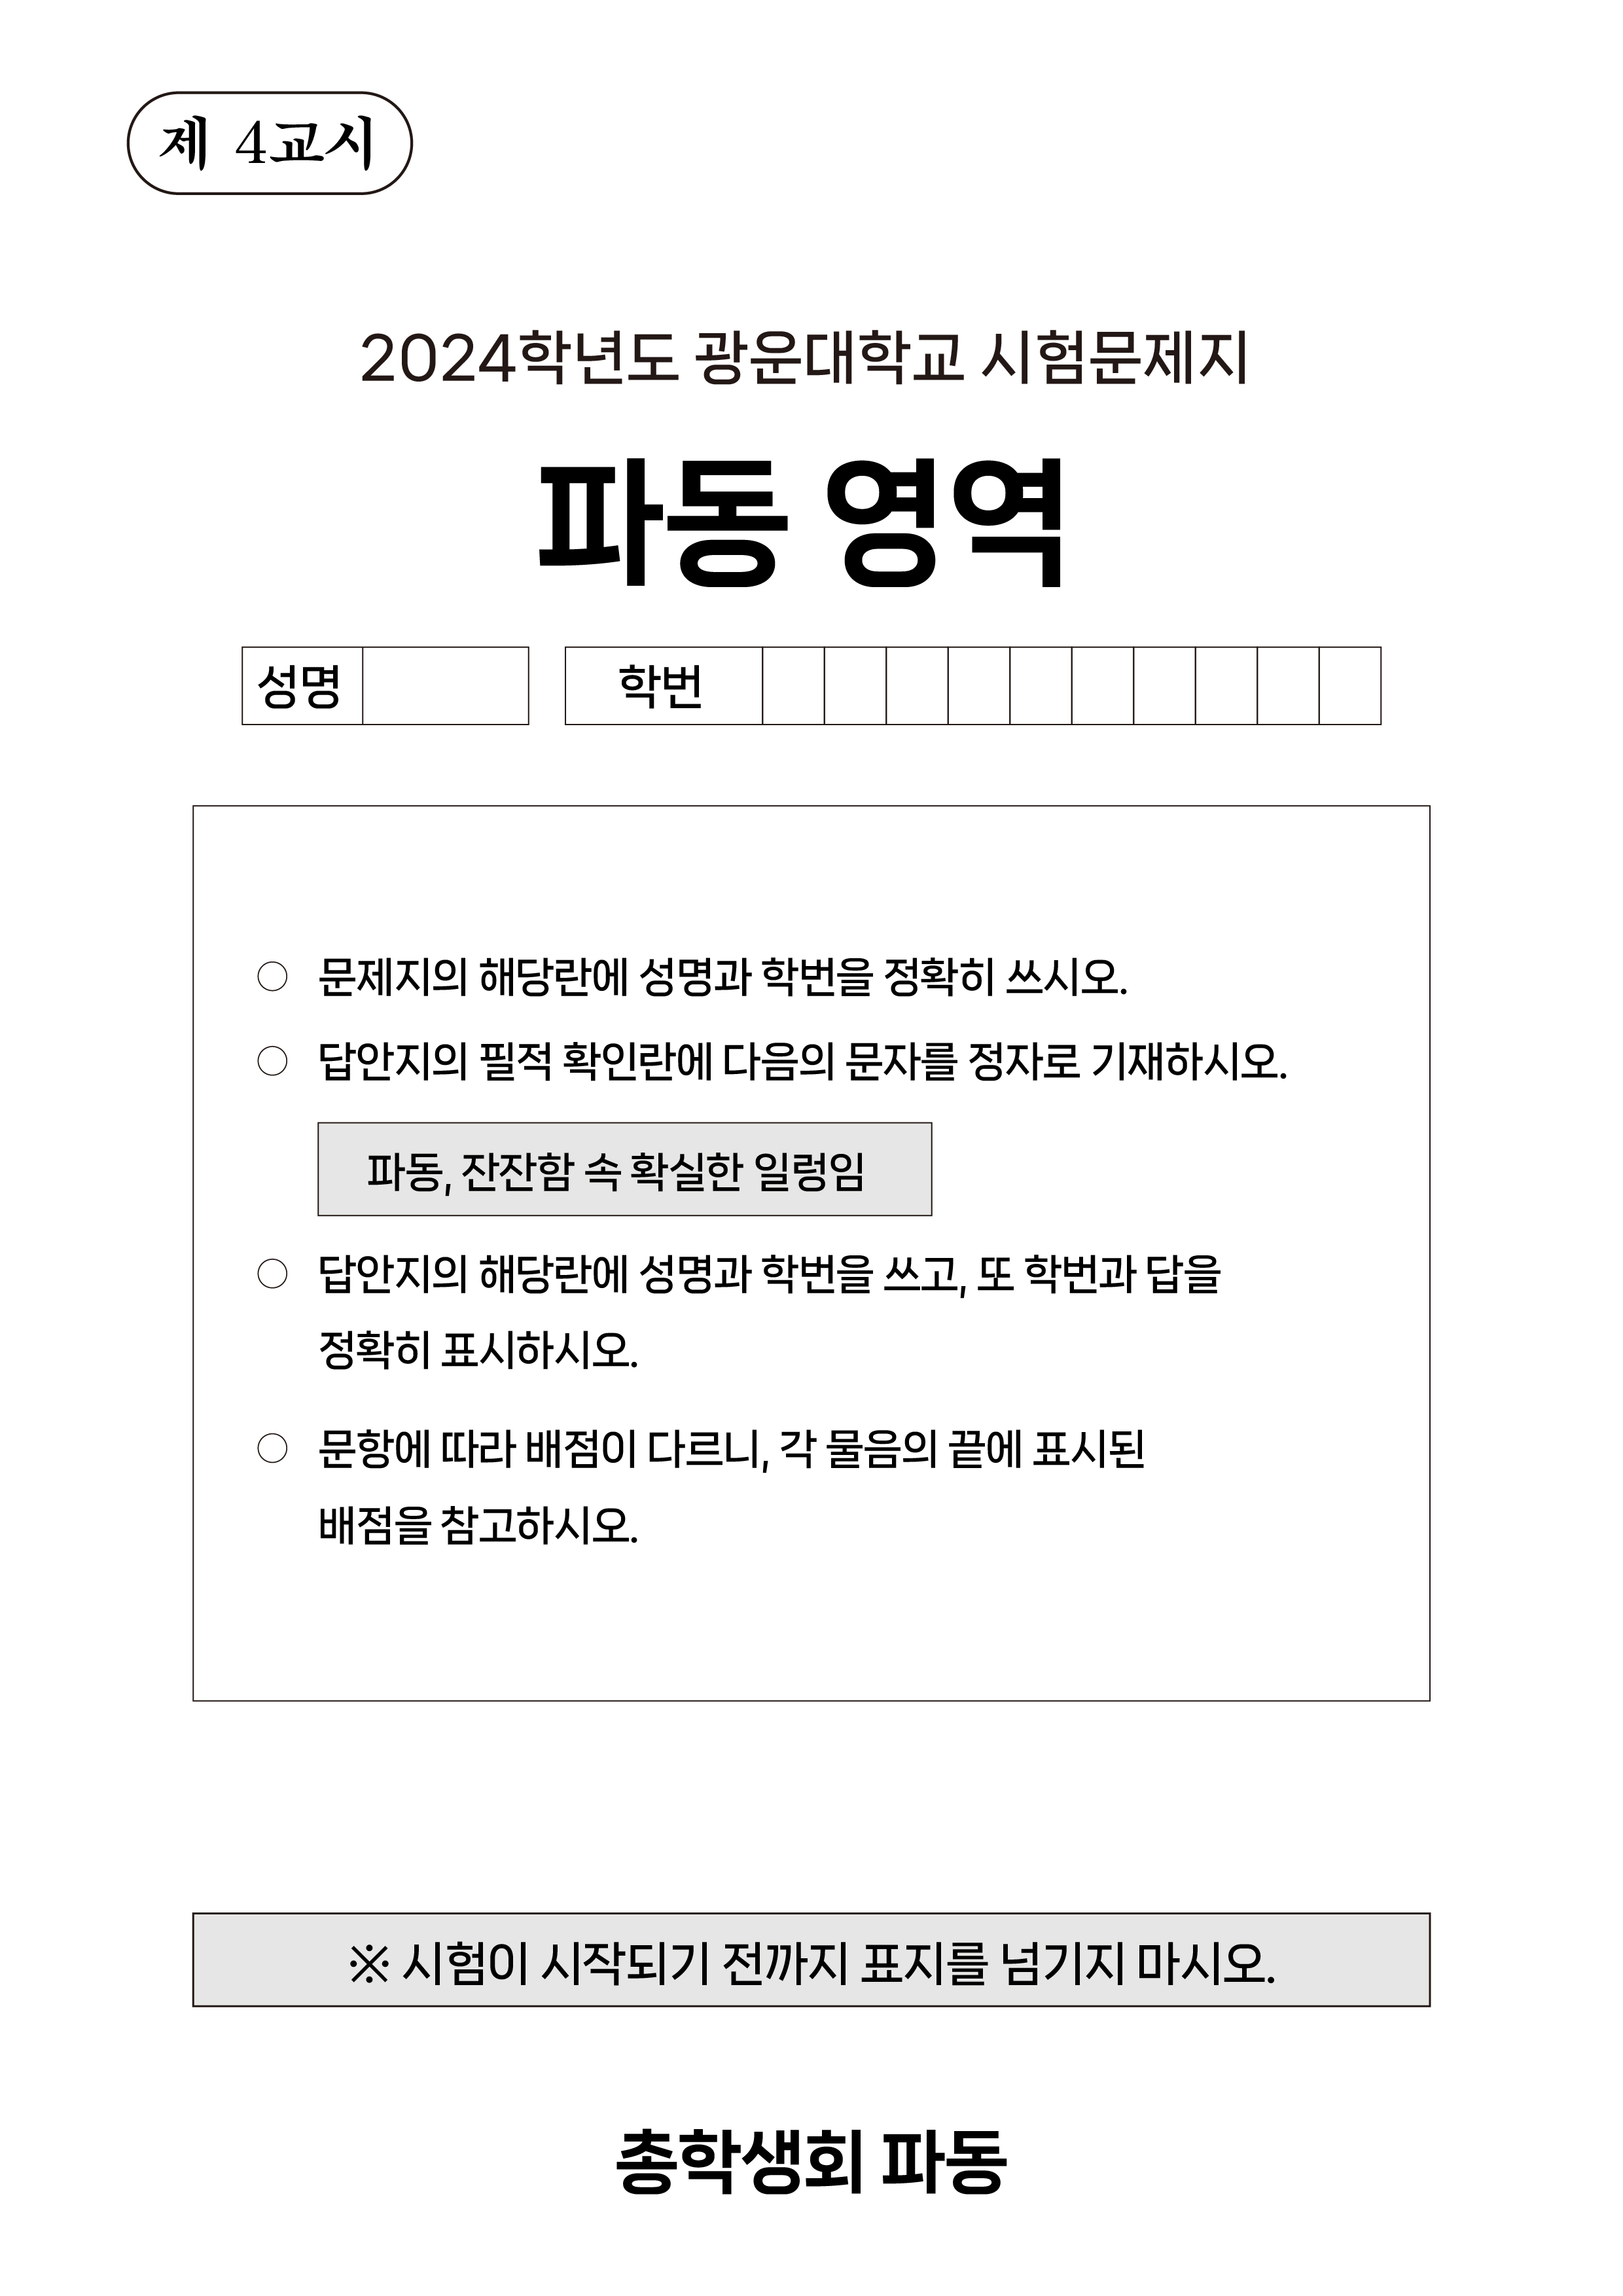 제 4교시
2024학년도 광운대학교 시험문제지
파동 영역
성명 학번
○ 문제지의 해당란에 성명과 학번을 정확히 쓰시오.
○ 답안지의 필적 확인란에 다음의 문자를 정자로 기재하시오.
파동, 잔잔함 속 확실한 일렁임
○ 답안지의 해당란에 성명과 학번을 쓰고, 또 학번과 답을
정확히 표시하시오.
○ 문항에 따라 배점이 다르니, 각 물음의 끝에 표시된
배점을 참고하시오.
※ 시험이 시작되기 전까지 표지를 넘기지 마시오.
총학생회 파동